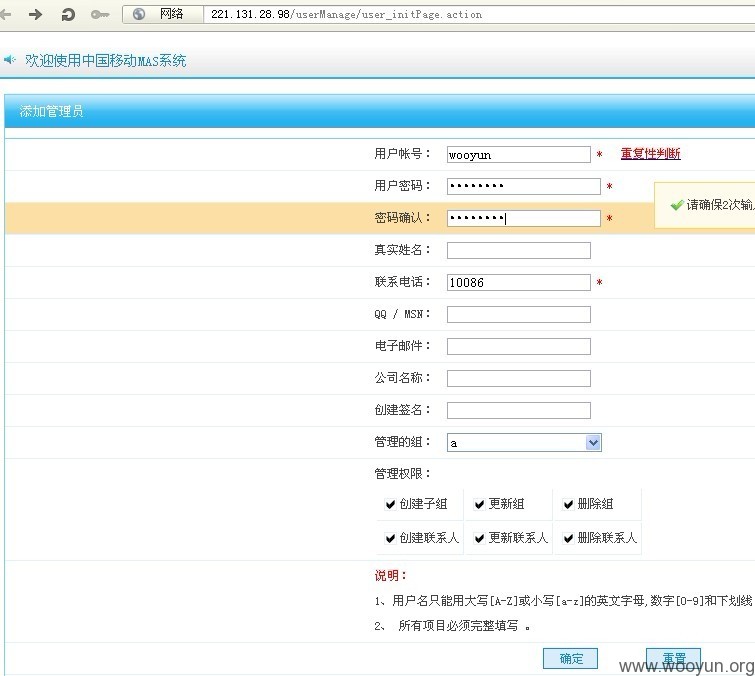 网络 221.131.28.98/userManage/user_initPage.action
欢迎使用中国移动MAS系统
添加管理员
用户帐号： wooyun * 重复性判断
用户密码： •••••••• *
请确保2次输
密码确认： •••••••• *
真实姓名：
联系电话： 10086 *
QQ / MSN：
电子邮件：
公司名称：
创建签名：
管理的组： a
管理权限：
创建子组 更新组 删除组
创建联系人 更新联系人 删除联系人
说明：
1、用户名只能用大写[A-Z]或小写[a-z]的英文字母,数字[0-9]和下划线
2、 所有项目必须完整填写 。
确定 重置
www.wooyun.org